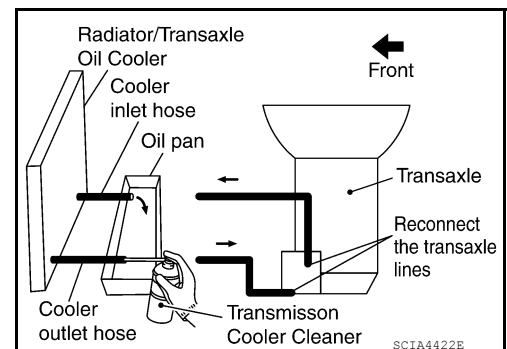 Radiator/Transaxle
Oil Cooler
Front
Cooler
inlet hose
Oil pan
Transaxle
Reconnect
the transaxle
lines
Cooler
outlet hose
Transmisson
Cooler Cleaner
SCIA4422E